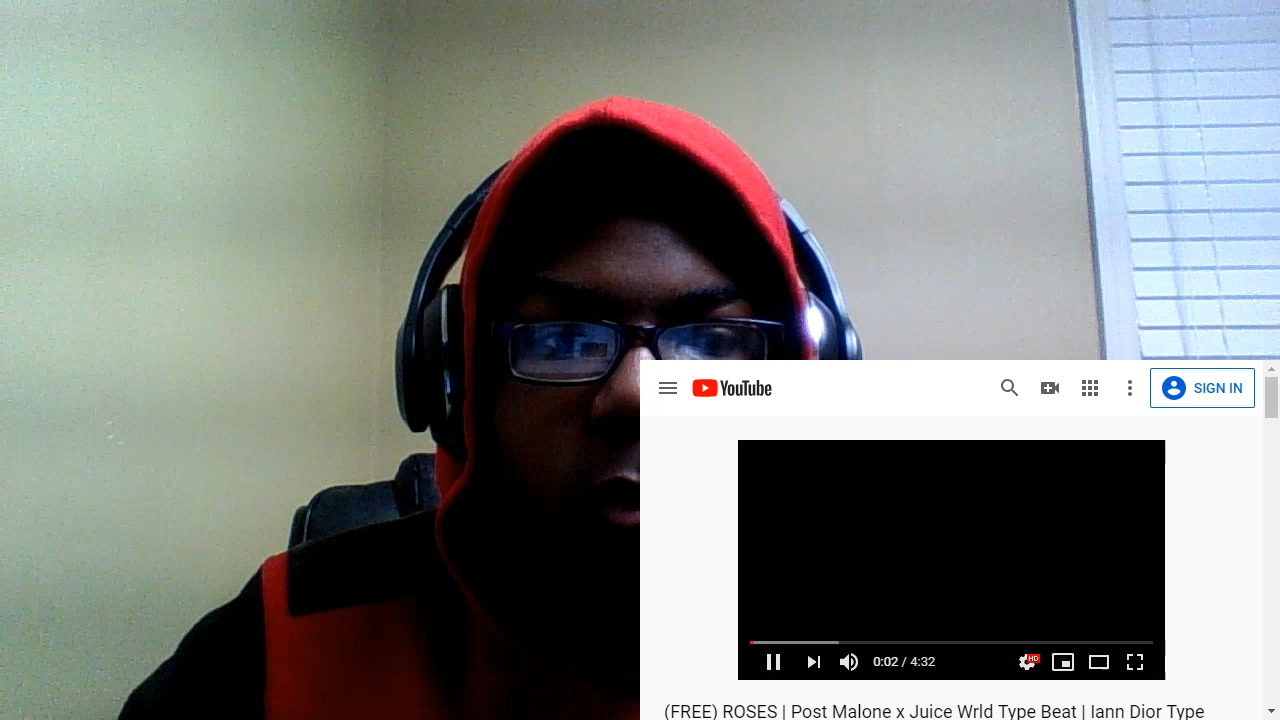 YouTube
SIGN IN
HD
0:02 / 4:32
(FREE) ROSES | Post Malone x Juice Wrld Type Beat | Iann Dior Type